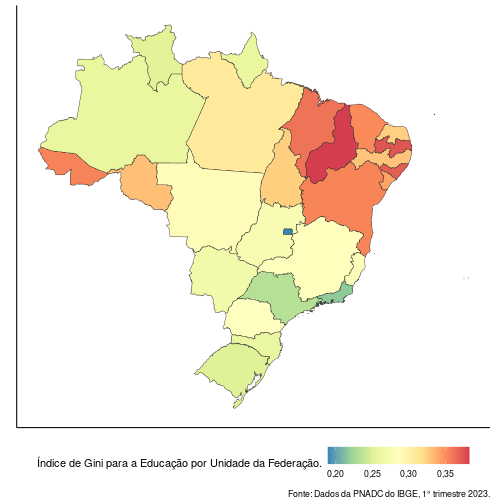 Índice de Gini para a Educação por Unidade da Federação.
0,20 0,25 0,30 0,35
Fonte: Dados da PNADC do IBGE, 1° trimestre 2023.